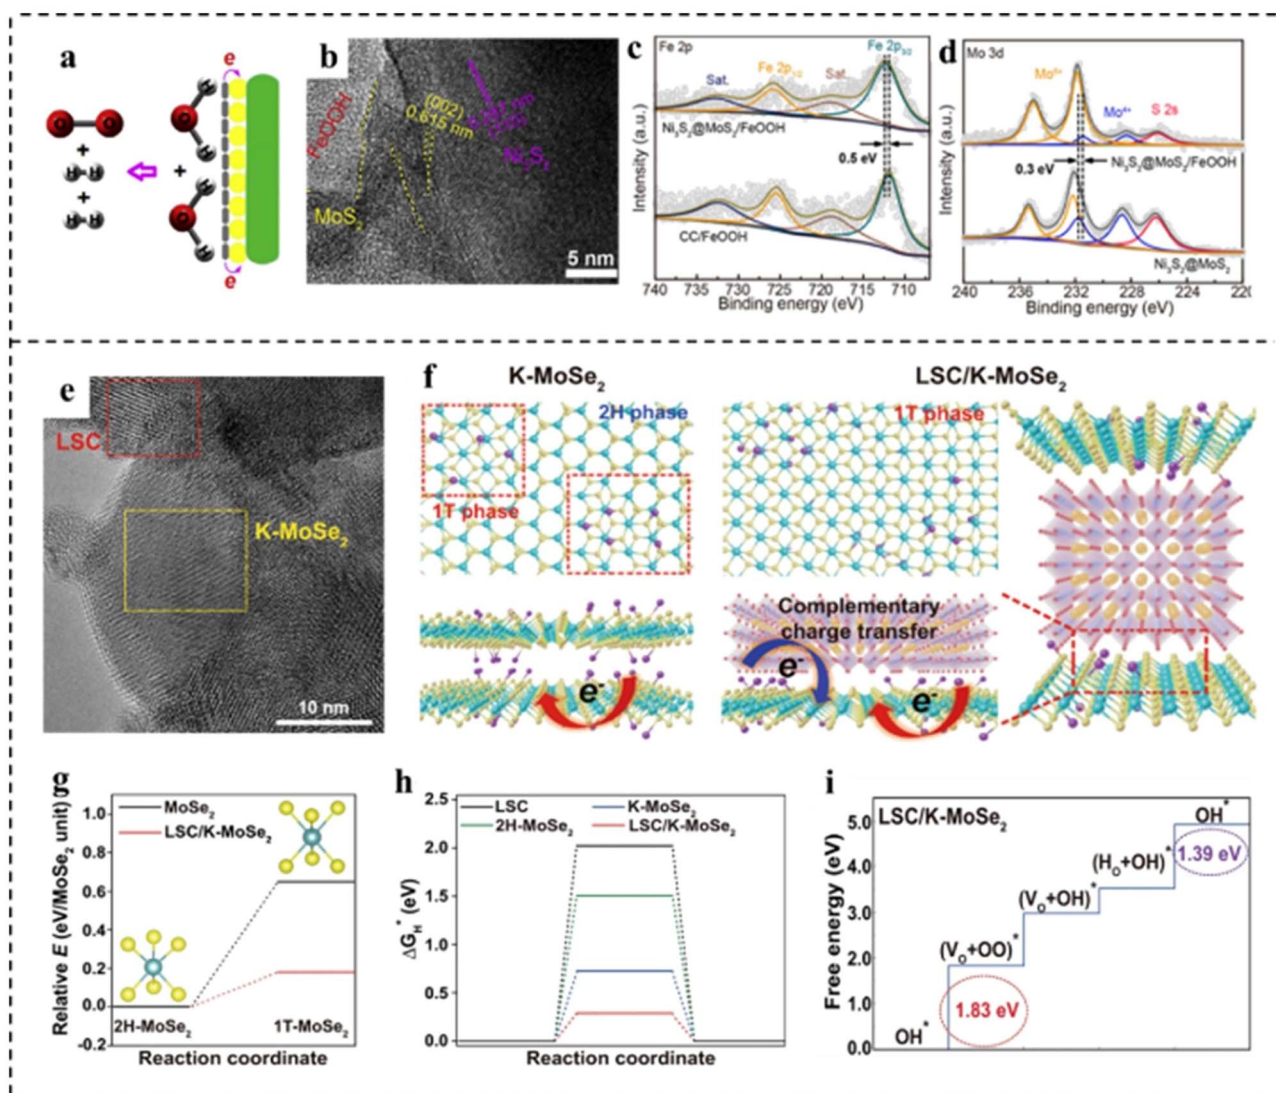 a
e
O
O
O
H
H
+
H
H
+
H
H
+
O
H
H
e
b
FeOOH
(002)
0.615 nm
Ni₃S₂
MoS₂
5 nm
c
Fe 2p
Fe 2p₃/₂
Fe 2p₁/₂
Sat.
Sat.
Ni₃S₂@MoS₂/FeOOH
0.5 eV
CC/FeOOH
Intensity (a.u.)
740 735 730 725 719 715 710
Binding energy (eV)
d
Mo 3d
Mo⁶⁺
Mo⁴⁺
S 2s
Ni₃S₂@MoS₂/FeOOH
0.3 eV
Ni₃S₂@MoS₂
Intensity (a.u.)
240 236 232 228 224 220
Binding energy (eV)
e
LSC
K-MoSe₂
10 nm
f
K-MoSe₂
LSC/K-MoSe₂
2H phase
1T phase
1T phase
Complementary
charge transfer
e⁻
e⁻
e⁻
g
MoSe₂
LSC/K-MoSe₂
Relative E (eV/MoSe₂ unit)
1.0
0.8
0.6
0.4
0.2
0.0
-0.2
2H-MoSe₂
1T-MoSe₂
Reaction coordinate
h
LSC
K-MoSe₂
2H-MoSe₂
LSC/K-MoSe₂
ΔG_H* (eV)
2.5
2.0
1.5
1.0
0.5
0.0
Reaction coordinate
i
LSC/K-MoSe₂
OH*
1.39 eV
(H_O+OH)*
(V_O+OH)*
(V_O+OO)*
1.83 eV
OH*
Free energy (eV)
5.0
4.0
3.0
2.0
1.0
0.0